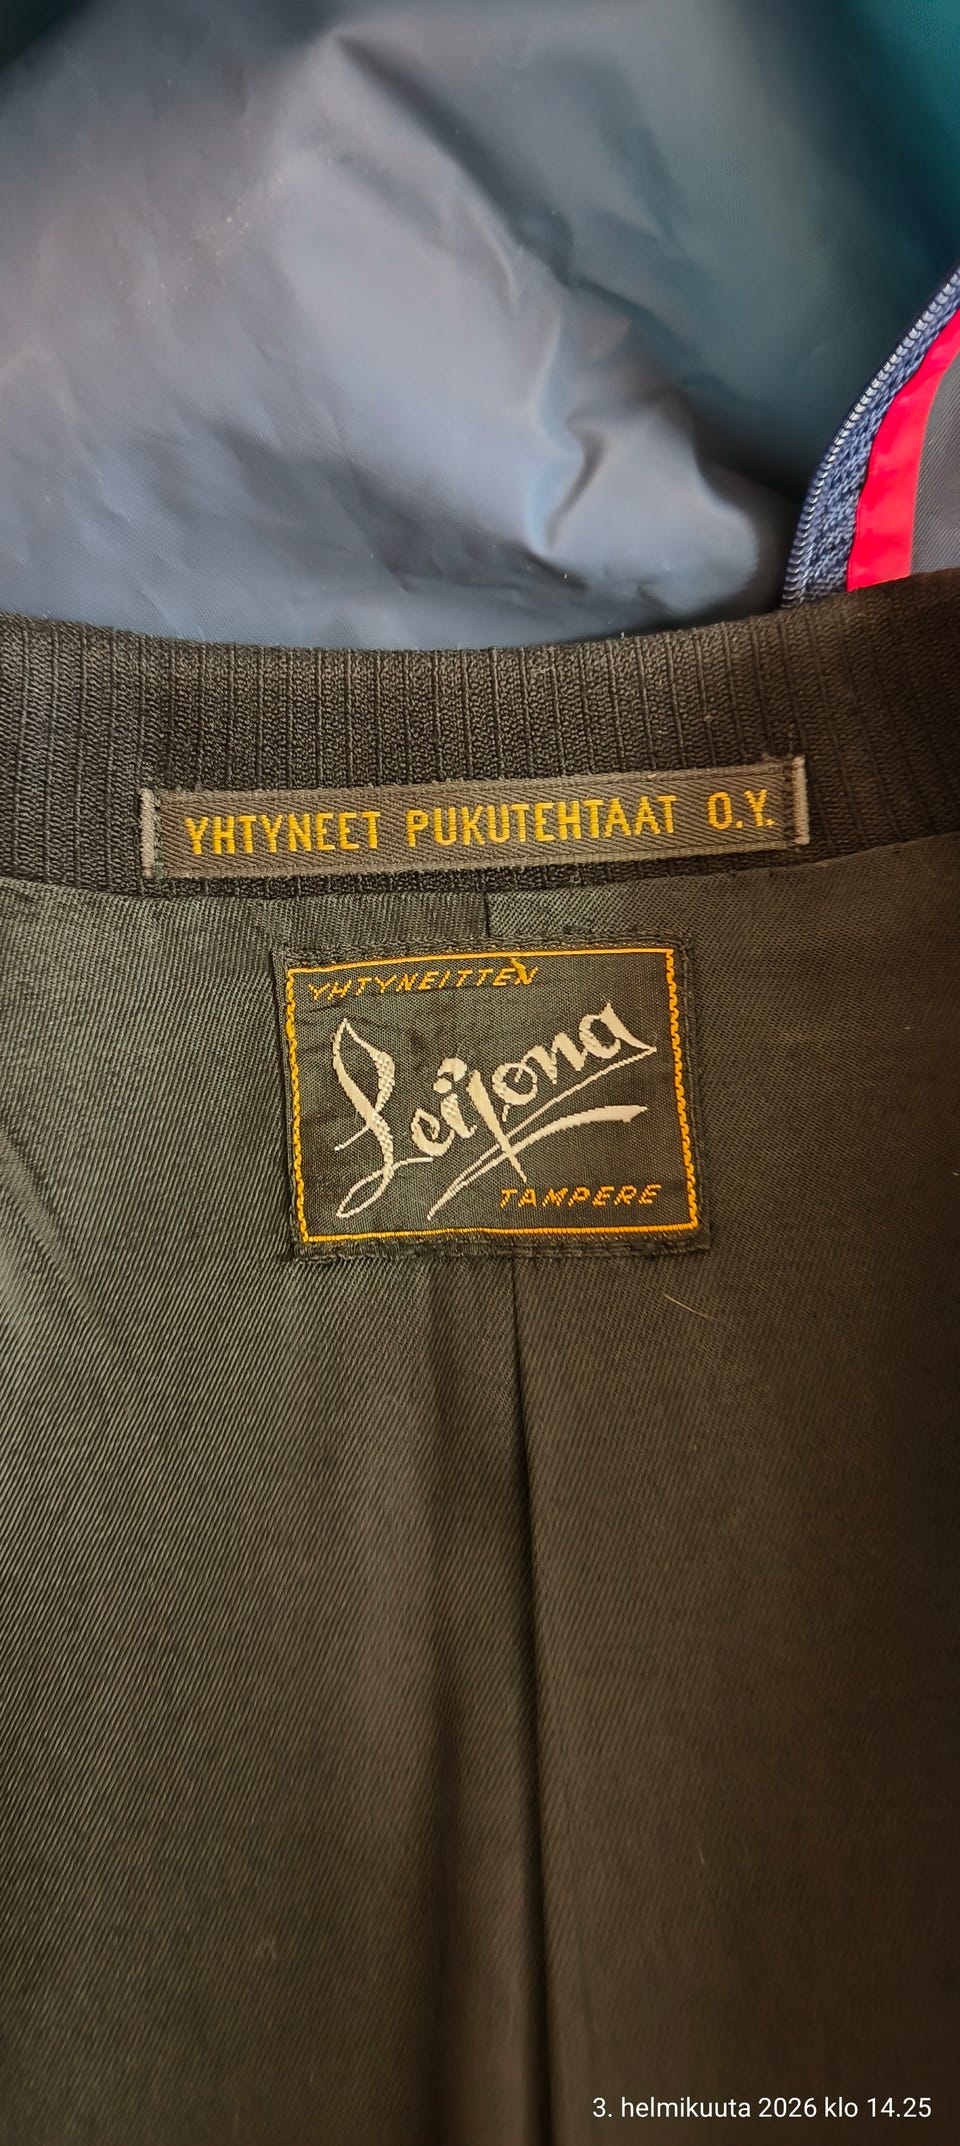 YHTYNEET PUKUTEHTAAT O.Y.
YHTYNEITTEN
Leijona
TAMPERE
3. helmikuuta 2026 klo 14.25